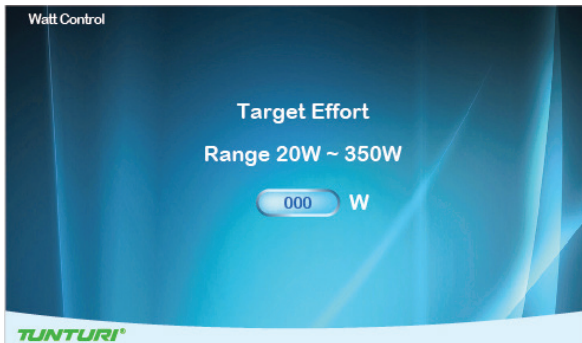 Watt Control
Target Effort
Range 20W ~ 350W
000 W
TUNTURI®